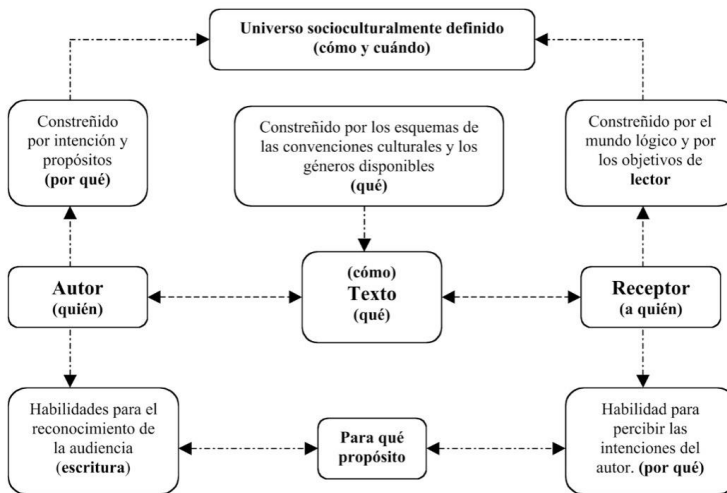 Universo socioculturalmente definido
(cómo y cuándo)
Constreñido
por intención y
propósitos
(por qué)
Constreñido por los esquemas de
las convenciones culturales y los
géneros disponibles
(qué)
Constreñido por el
mundo lógico y por
los objetivos de
lector
Autor
(quién)
(cómo)
Texto
(qué)
Receptor
(a quién)
Habilidades para el
reconocimiento de
la audiencia
(escritura)
Para qué
propósito
Habilidad para
percibir las
intenciones del
autor. (por qué)